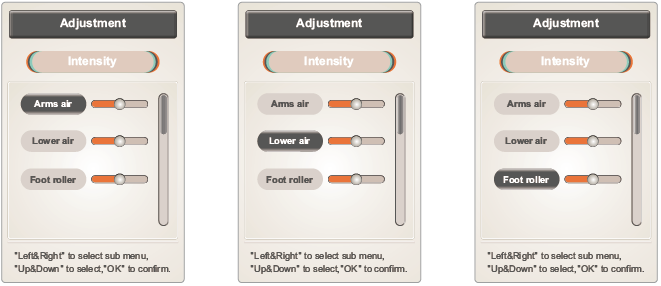 Adjustment
Intensity
Arms air
Lower air
Foot roller
"Left&Right" to select sub menu,
"Up&Down" to select,"OK" to confirm.
Adjustment
Intensity
Arms air
Lower air
Foot roller
"Left&Right" to select sub menu,
"Up&Down" to select,"OK" to confirm.
Adjustment
Intensity
Arms air
Lower air
Foot roller
"Left&Right" to select sub menu,
"Up&Down" to select,"OK" to confirm.